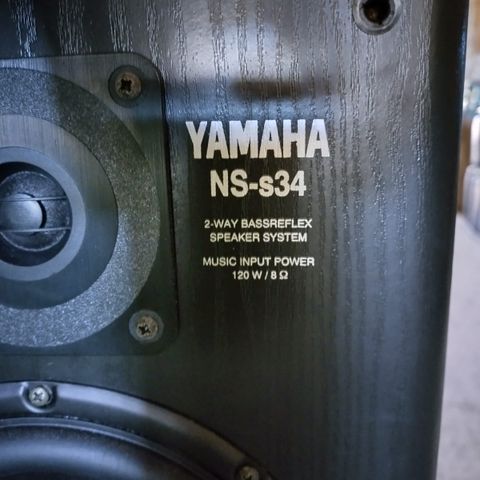 YAMAHA
NS-s34
2-WAY BASSREFLEX
SPEAKER SYSTEM
MUSIC INPUT POWER
120 W / 8 Ω